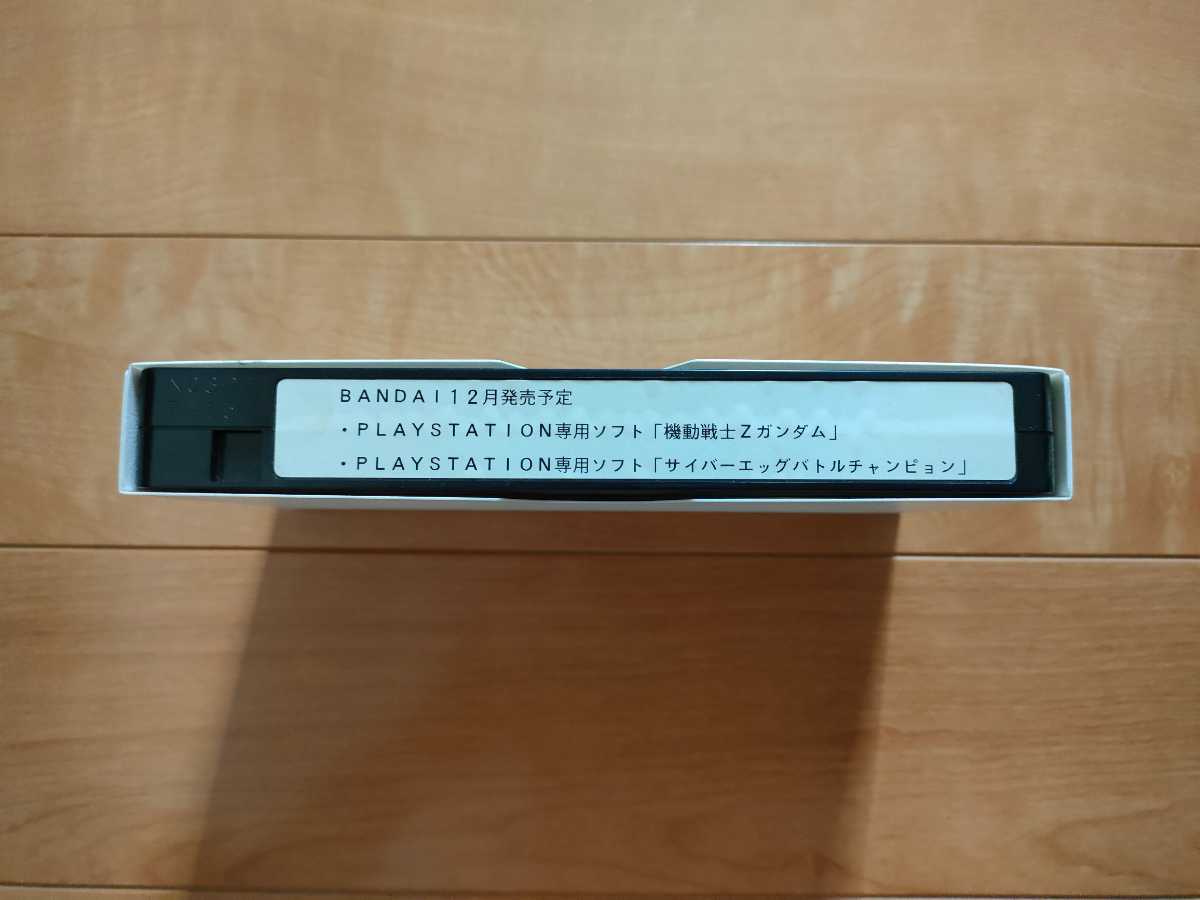 ＢＡＮＤＡＩ１２月発売予定
・ＰＬＡＹＳＴＡＴＩＯＮ専用ソフト「機動戦士Ｚガンダム」
・ＰＬＡＹＳＴＡＴＩＯＮ専用ソフト「サイバーエッグバトルチャンピョン」